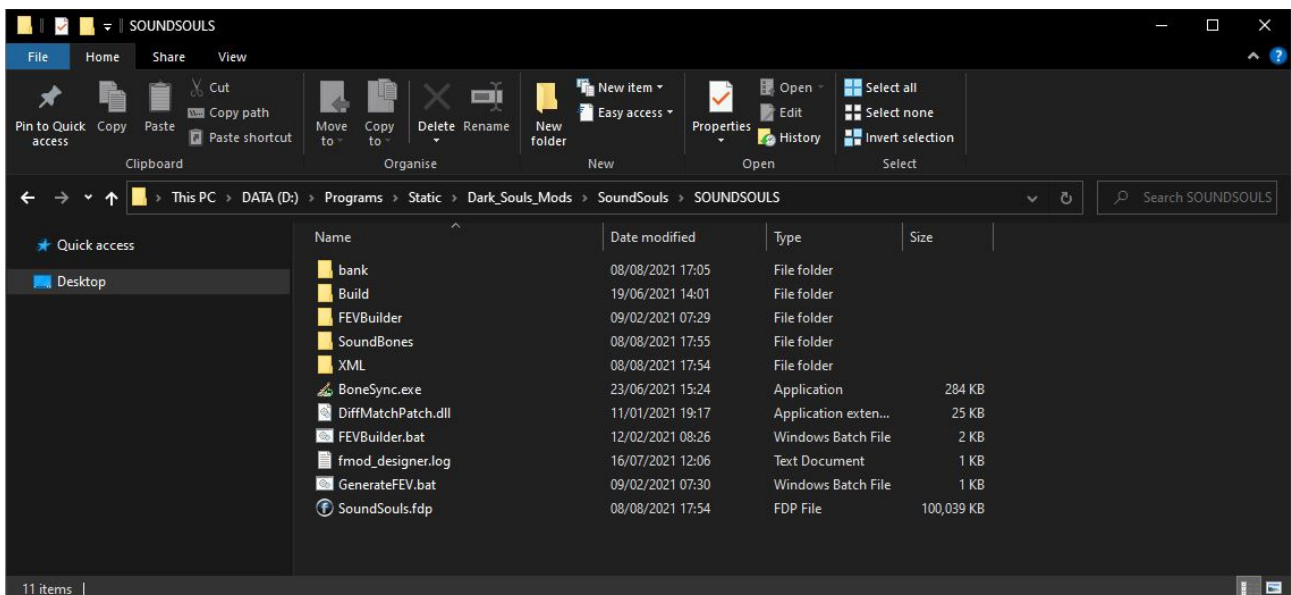 SOUNDSOULS
File Home Share View
Pin to Quick access
Copy
Paste
Cut
Copy path
Paste shortcut
Clipboard
Move to
Copy to
Delete
Rename
Organise
New folder
New item
Easy access
New
Properties
Open
Edit
History
Open
Select all
Select none
Invert selection
Select
This PC > DATA (D:) > Programs > Static > Dark_Souls_Mods > SoundSouls > SOUNDSOULS
Search SOUNDSOULS
Quick access
Desktop
Name Date modified Type Size
bank 08/08/2021 17:05 File folder
Build 19/06/2021 14:01 File folder
FEVBuilder 09/02/2021 07:29 File folder
SoundBones 08/08/2021 17:55 File folder
XML 08/08/2021 17:54 File folder
BoneSync.exe 23/06/2021 15:24 Application 284 KB
DiffMatchPatch.dll 11/01/2021 19:17 Application exten... 25 KB
FEVBuilder.bat 12/02/2021 08:26 Windows Batch File 2 KB
fmod_designer.log 16/07/2021 12:06 Text Document 1 KB
GenerateFEV.bat 09/02/2021 07:30 Windows Batch File 1 KB
SoundSouls.fdp 08/08/2021 17:54 FDP File 100,039 KB
11 items